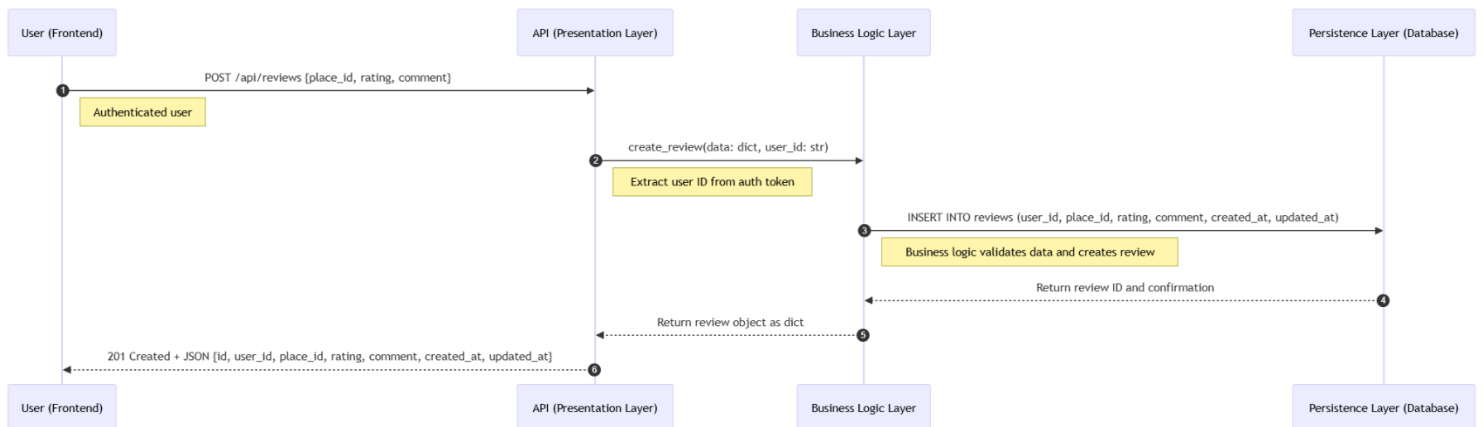 User (Frontend)
API (Presentation Layer)
Business Logic Layer
Persistence Layer (Database)
POST /api/reviews {place_id, rating, comment}
1
Authenticated user
create_review(data: dict, user_id: str)
2
Extract user ID from auth token
INSERT INTO reviews (user_id, place_id, rating, comment, created_at, updated_at)
3
Business logic validates data and creates review
Return review ID and confirmation
4
Return review object as dict
5
201 Created + JSON {id, user_id, place_id, rating, comment, created_at, updated_at}
6
User (Frontend)
API (Presentation Layer)
Business Logic Layer
Persistence Layer (Database)